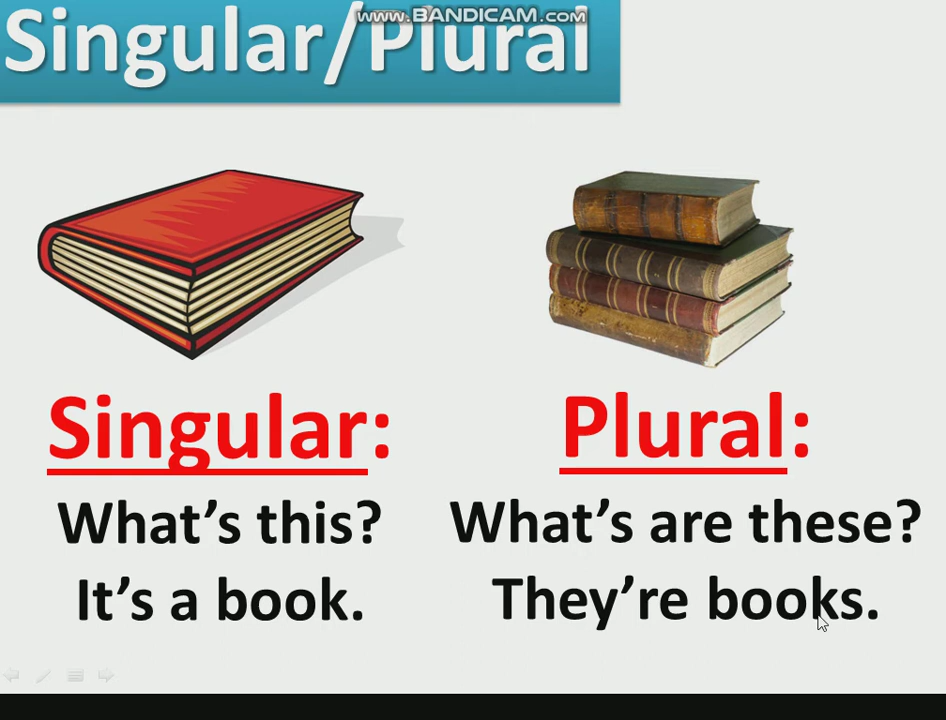 www.BANDICAM.com
Singular/Plural
Singular:
What's this?
It's a book.
Plural:
What's are these?
They're books.